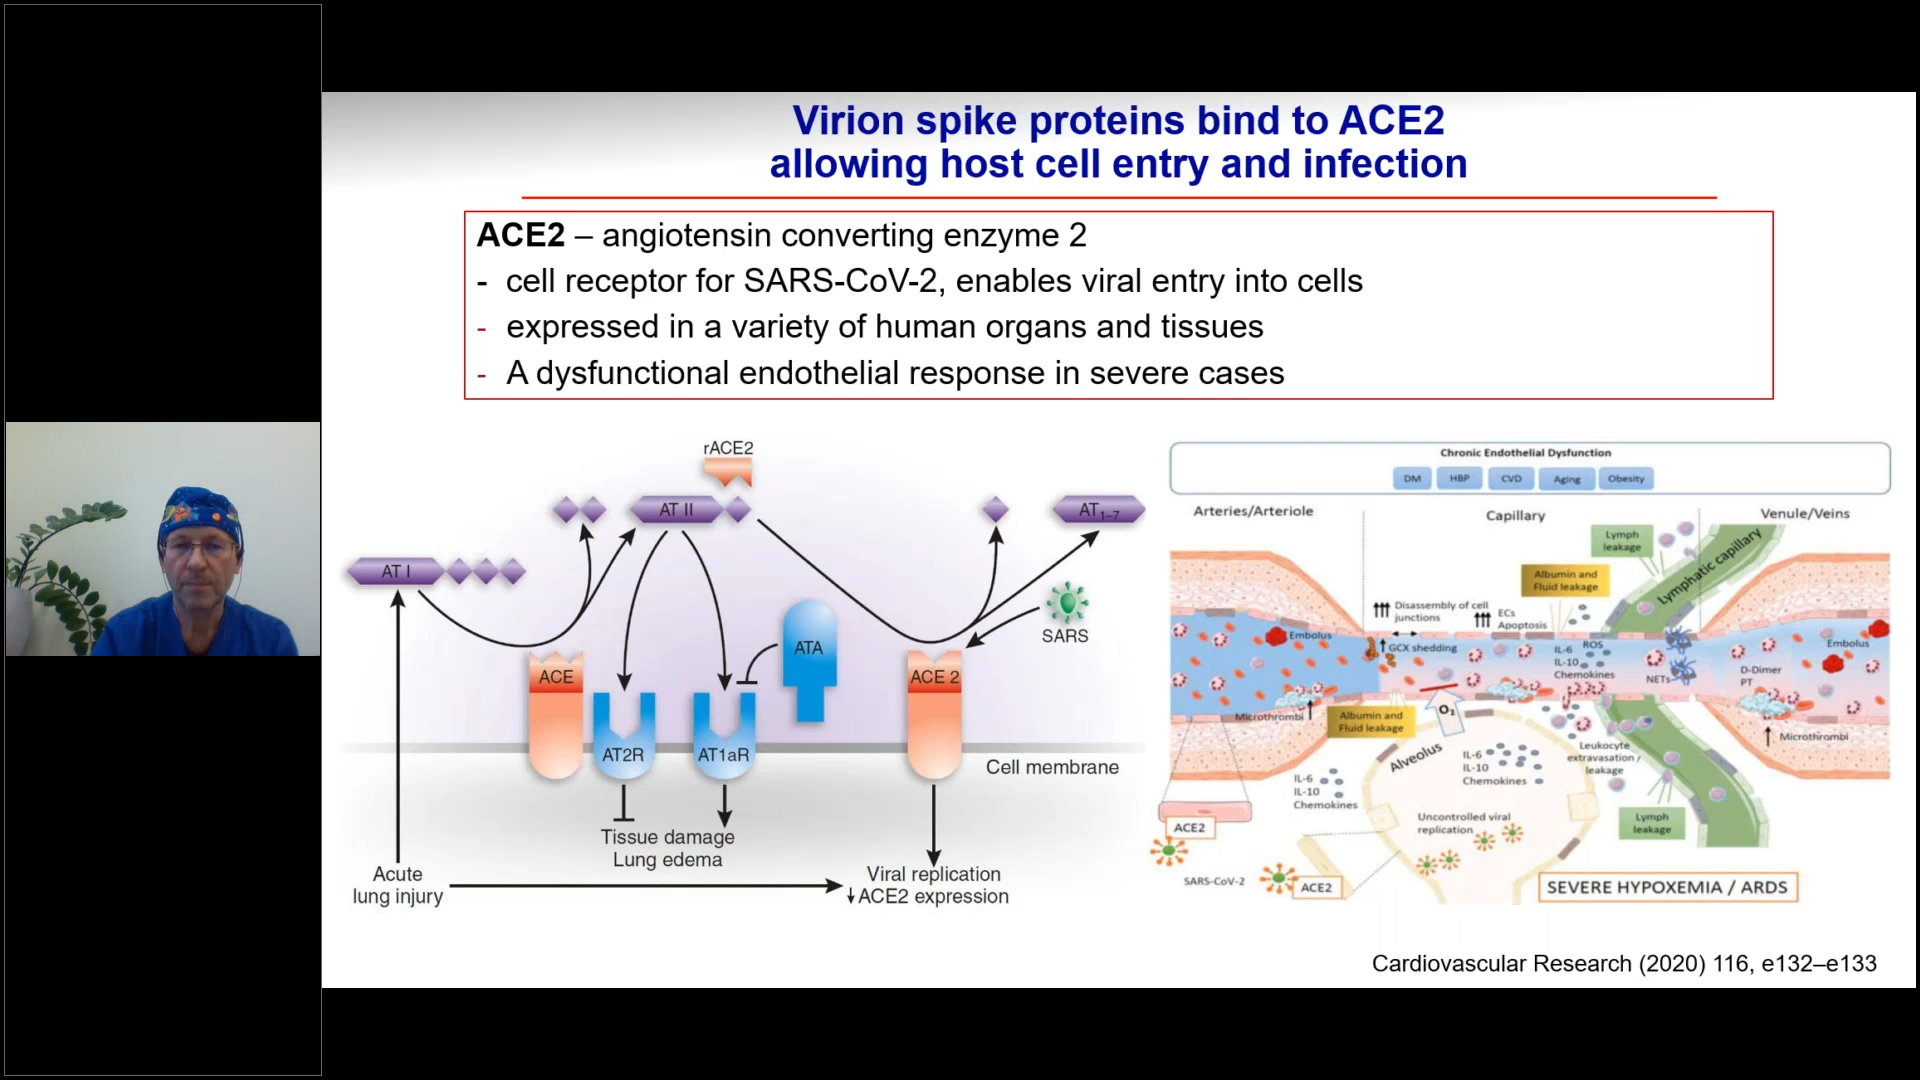 Virion spike proteins bind to ACE2
allowing host cell entry and infection
ACE2 – angiotensin converting enzyme 2
- cell receptor for SARS-CoV-2, enables viral entry into cells
- expressed in a variety of human organs and tissues
- A dysfunctional endothelial response in severe cases
rACE2
AT II
AT1–7
AT I
SARS
ATA
ACE
ACE 2
AT2R
AT1aR
Cell membrane
Tissue damage
Lung edema
Acute
lung injury
Viral replication
↓ACE2 expression
Chronic Endothelial Dysfunction
DM
HBP
CVD
Aging
Obesity
Arteries/Arteriole
Capillary
Venule/Veins
Lymph
leakage
Lymphatic capillary
Albumin and
Fluid leakage
Disassembly of cell
junctions
ECs
Apoptosis
Embolus
GCX shedding
IL-6
ROS
IL-10
Chemokines
NETs
D-Dimer
PT
Embolus
Microthrombi
Albumin and
Fluid leakage
O2
Microthrombi
Alveolus
IL-6
IL-10
Chemokines
Leukocyte
extravasation /
leakage
IL-6
IL-10
Chemokines
Uncontrolled viral
replication
Lymph
leakage
ACE2
SARS-CoV-2
ACE2
SEVERE HYPOXEMIA / ARDS
Cardiovascular Research (2020) 116, e132–e133